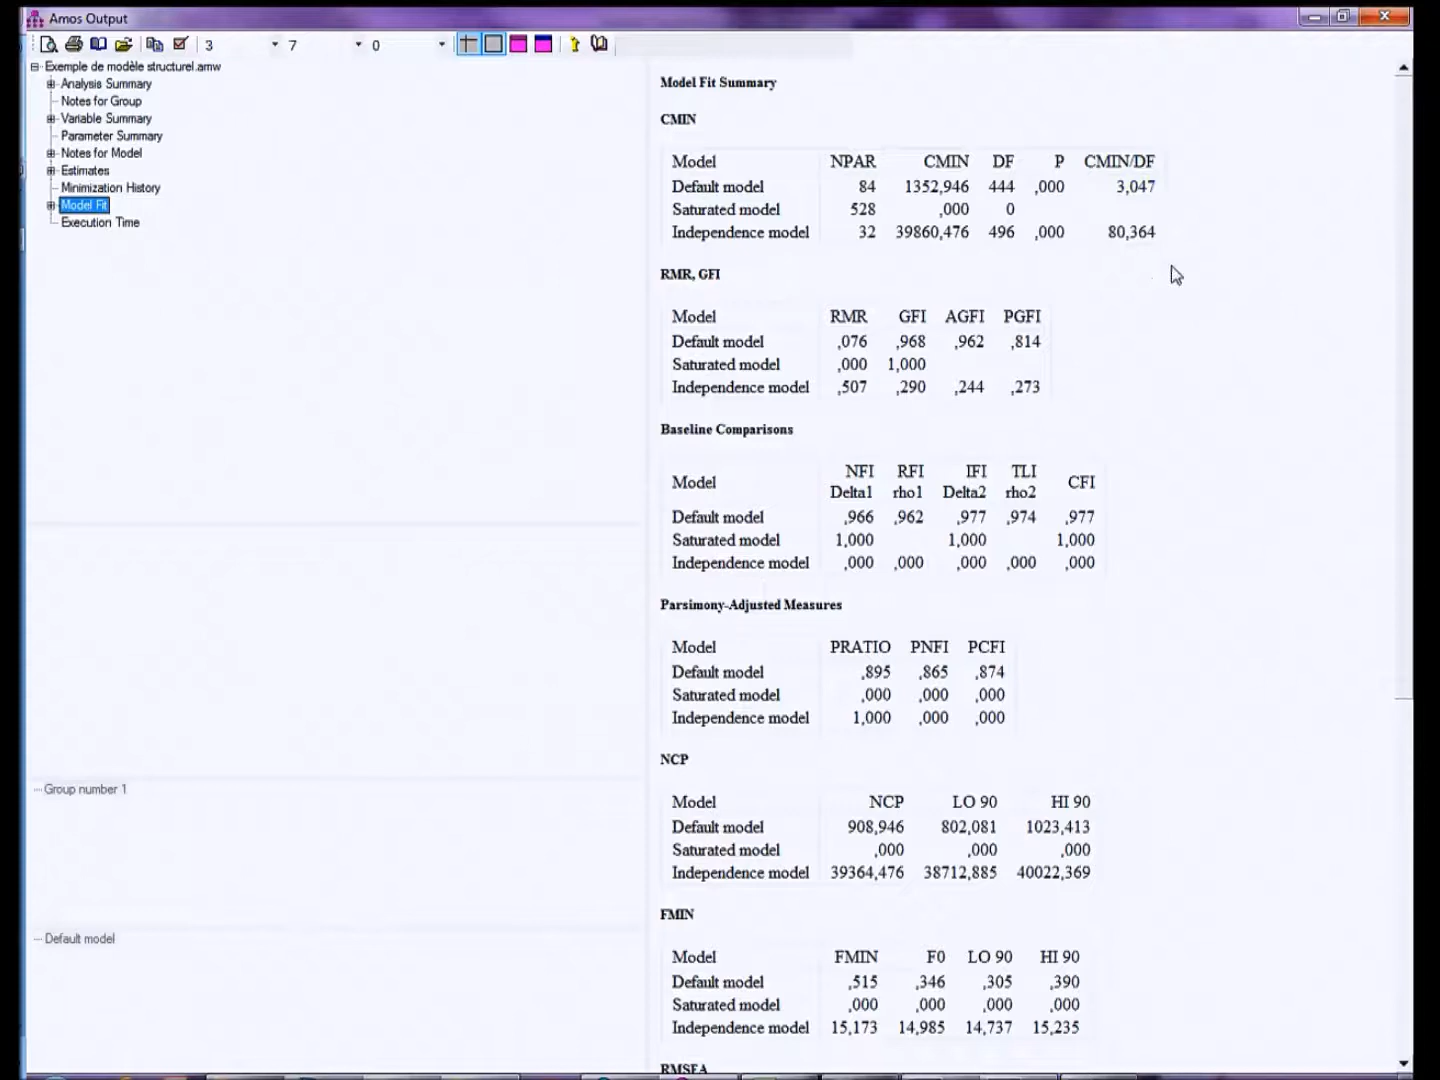 Amos Output
3 7 0
Exemple de modèle structurel.amw
Analysis Summary
Notes for Group
Variable Summary
Parameter Summary
Notes for Model
Estimates
Minimization History
Model Fit
Execution Time
Group number 1
Default model
Model Fit Summary
CMIN
Model NPAR CMIN DF P CMIN/DF
Default model 84 1352,946 444 ,000 3,047
Saturated model 528 ,000 0
Independence model 32 39860,476 496 ,000 80,364
RMR, GFI
Model RMR GFI AGFI PGFI
Default model ,076 ,968 ,962 ,814
Saturated model ,000 1,000
Independence model ,507 ,290 ,244 ,273
Baseline Comparisons
Model NFI RFI IFI TLI CFI
Delta1 rho1 Delta2 rho2
Default model ,966 ,962 ,977 ,974 ,977
Saturated model 1,000 1,000 1,000
Independence model ,000 ,000 ,000 ,000 ,000
Parsimony-Adjusted Measures
Model PRATIO PNFI PCFI
Default model ,895 ,865 ,874
Saturated model ,000 ,000 ,000
Independence model 1,000 ,000 ,000
NCP
Model NCP LO 90 HI 90
Default model 908,946 802,081 1023,413
Saturated model ,000 ,000 ,000
Independence model 39364,476 38712,885 40022,369
FMIN
Model FMIN F0 LO 90 HI 90
Default model ,515 ,346 ,305 ,390
Saturated model ,000 ,000 ,000 ,000
Independence model 15,173 14,985 14,737 15,235
RMSEA